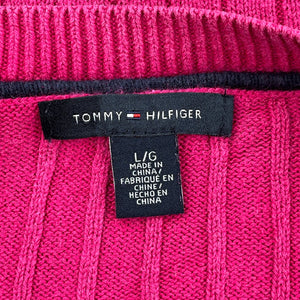 TOMMY HILFIGER
L/G
MADE IN
CHINA/
FABRIQUÉ EN
CHINE/
HECHO EN
CHINA